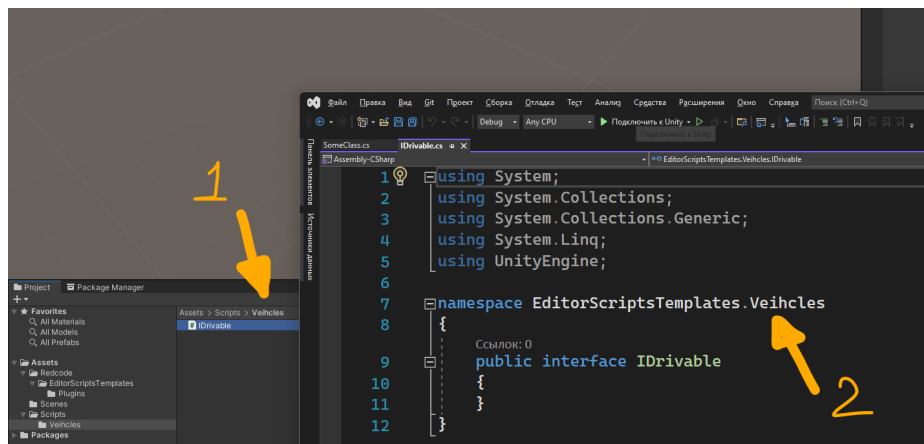 1
Файл Правка Вид Git Проект Сборка Отладка Тест Анализ Средства Расширения Окно Справка Поиск (Ctrl+Q)
Debug Any CPU Подключить к Unity
Подключить к Unity
Панель элементов
Источники данных
SomeClass.cs IDrivable.cs
Assembly-CSharp EditorScriptsTemplates.Veihcles.IDrivable
1 using System;
2 using System.Collections;
3 using System.Collections.Generic;
4 using System.Linq;
5 using UnityEngine;
6
7 namespace EditorScriptsTemplates.Veihcles
8 {
Ссылок: 0
9 public interface IDrivable
10 {
11 }
12 }
2
Project Package Manager
+
Favorites
All Materials
All Models
All Prefabs
Assets
Redcode
EditorScriptsTemplates
Plugins
Scenes
Scripts
Veihcles
Packages
Assets > Scripts > Veihcles
# IDrivable